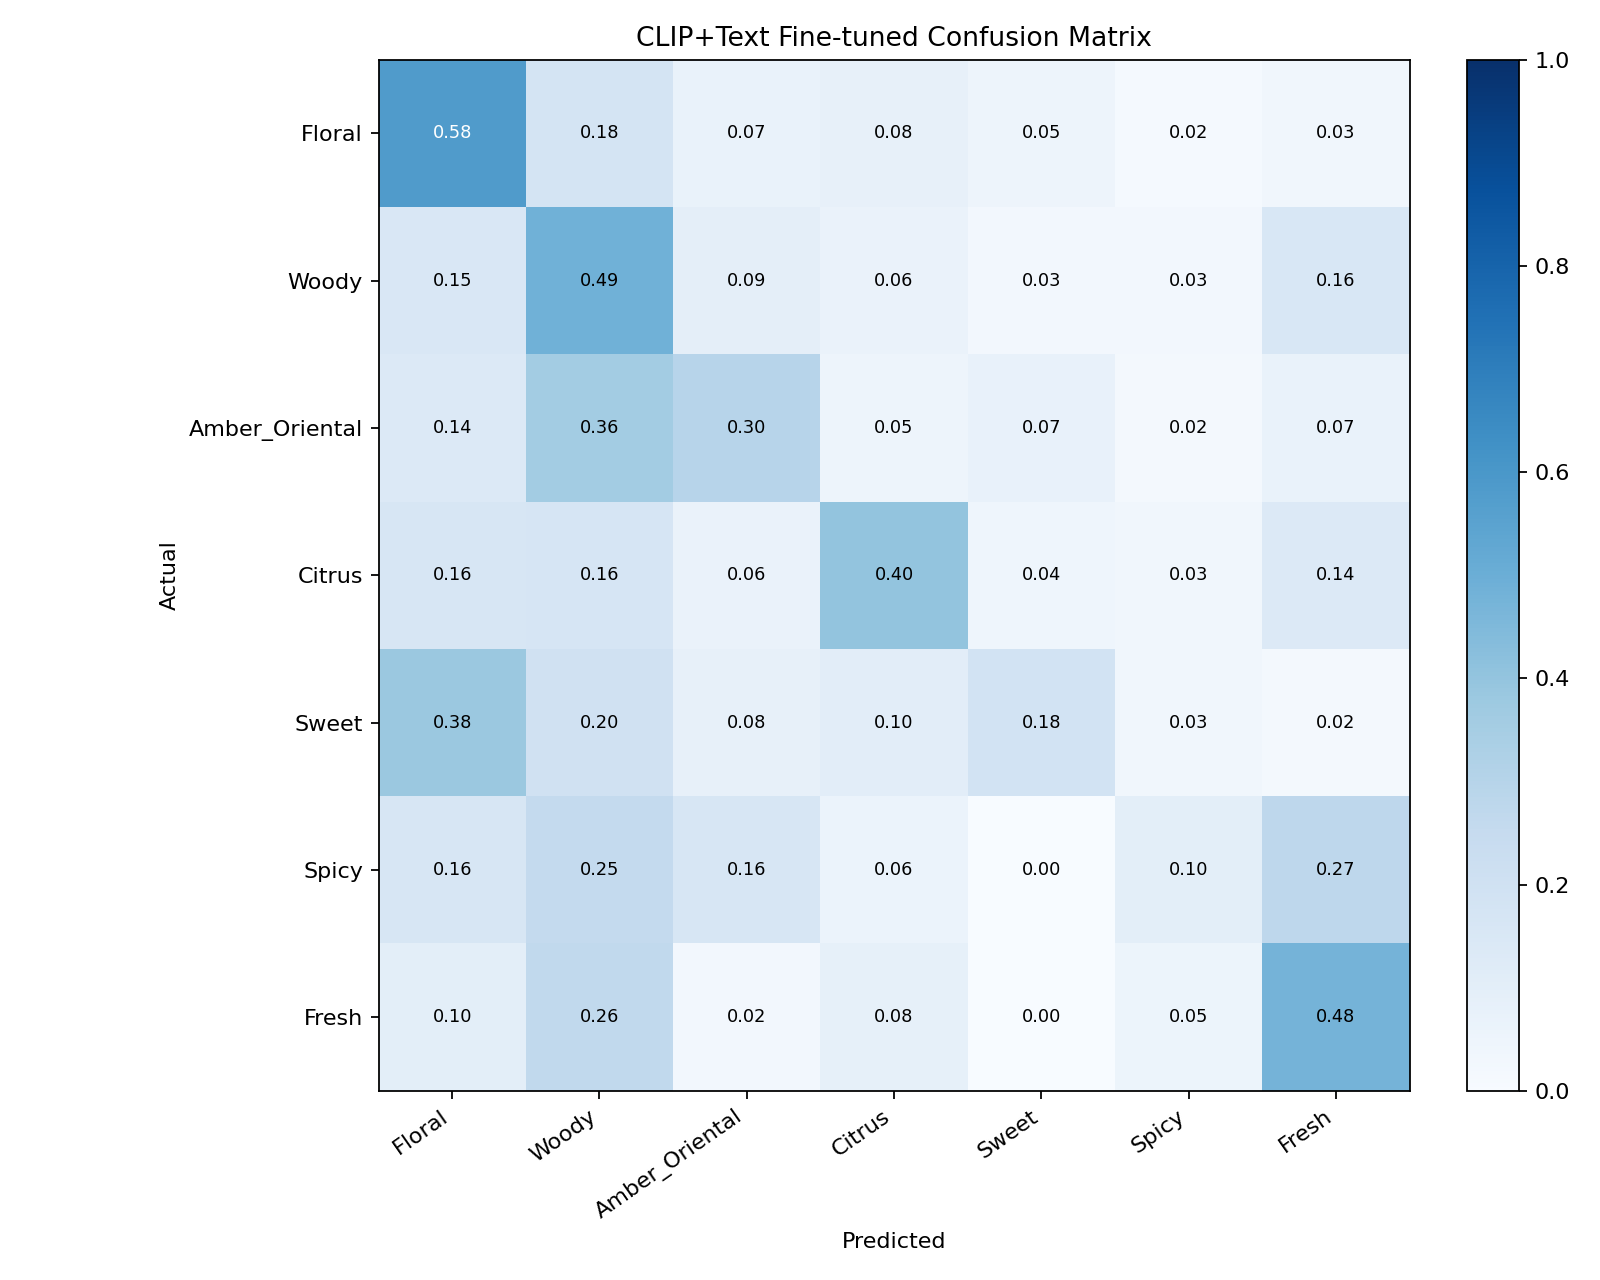 CLIP+Text Fine-tuned Confusion Matrix
1.0
Floral 0.58 0.18 0.07 0.08 0.05 0.02 0.03
0.8
Woody 0.15 0.49 0.09 0.06 0.03 0.03 0.16
Amber_Oriental 0.14 0.36 0.30 0.05 0.07 0.02 0.07
0.6
Actual
Citrus 0.16 0.16 0.06 0.40 0.04 0.03 0.14
0.4
Sweet 0.38 0.20 0.08 0.10 0.18 0.03 0.02
Spicy 0.16 0.25 0.16 0.06 0.00 0.10 0.27
0.2
Fresh 0.10 0.26 0.02 0.08 0.00 0.05 0.48
0.0
Floral Woody Amber_Oriental Citrus Sweet Spicy Fresh
Predicted